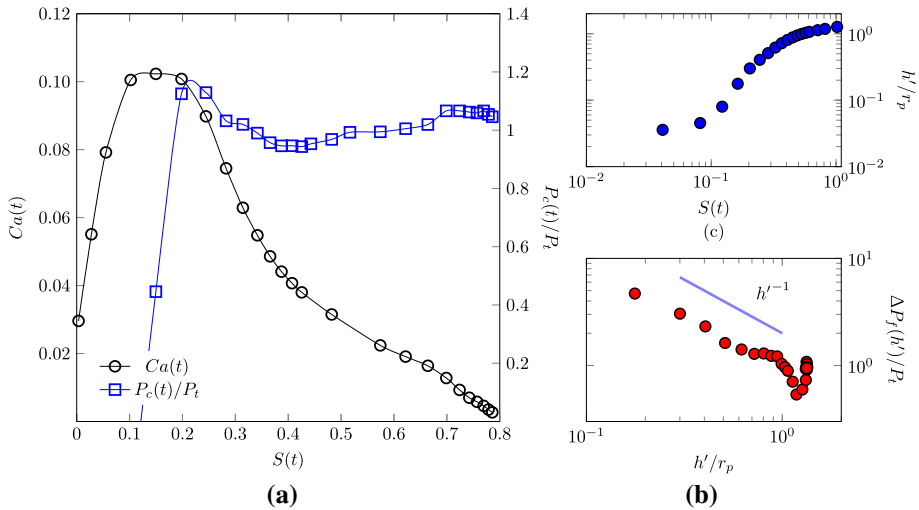 0.12
0.10
0.08
0.06
0.04
0.02
Ca(t)
1.4
1.2
1
0.8
0.6
0.4
0.2
P_c(t)/P_t
Ca(t)
P_c(t)/P_t
0 0.1 0.2 0.3 0.4 0.5 0.6 0.7 0.8
S(t)
(a)
10^0
10^{-1}
10^{-2}
h'/r_p
10^{-2} 10^{-1} 10^0
S(t)
(c)
h'^{-1}
10^1
10^0
ΔP_f(h')/P_t
10^{-1} 10^0
h'/r_p
(b)